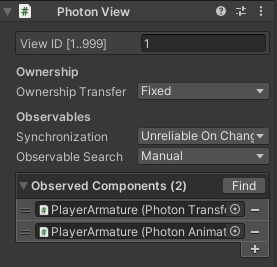 Photon View
View ID [1..999] 1
Ownership
Ownership Transfer Fixed
Observables
Synchronization Unreliable On Chang
Observable Search Manual
Observed Components (2) Find
PlayerArmature (Photon Transfo
PlayerArmature (Photon Animat